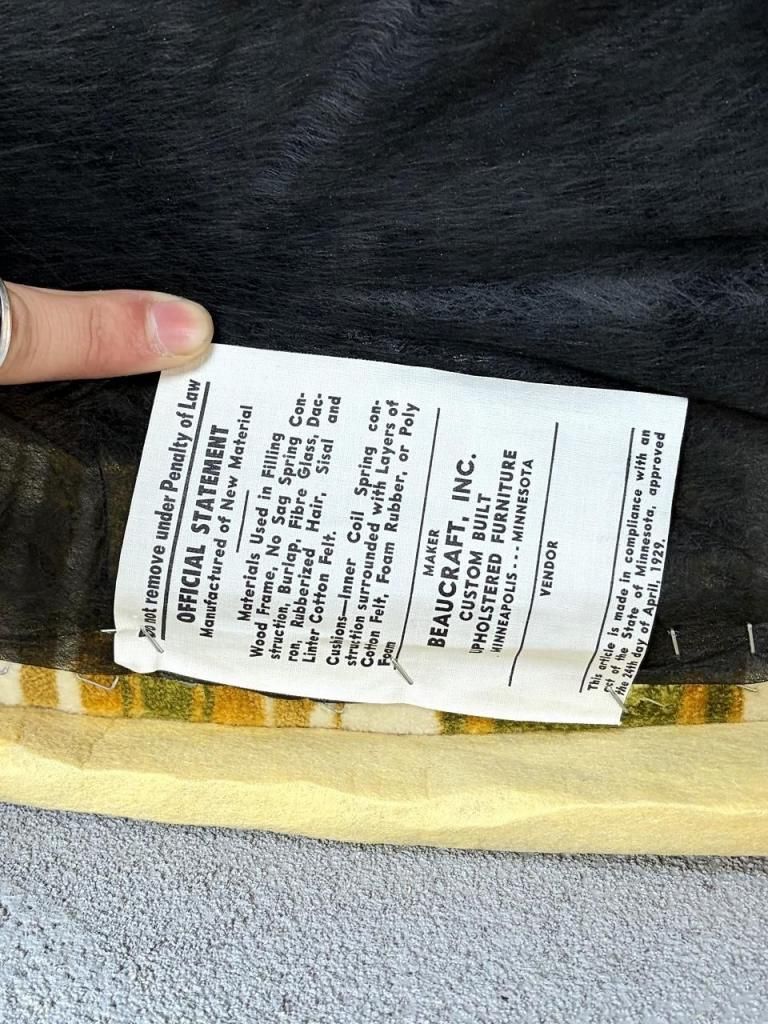 Do not remove under Penalty of Law
OFFICIAL STATEMENT
Manufactured of New Material
Materials Used in Filling
Wood Frame, No Sag Spring Con-
struction, Burlap, Fibre Glass, Dac-
ron, Rubberized Hair, Sisal and
Linter Cotton Felt.
Cushions—Inner Coil Spring con-
struction surrounded with Layers of
Cotton Felt, Foam Rubber, or Poly
Foam
MAKER
BEAUCRAFT, INC.
CUSTOM BUILT
UPHOLSTERED FURNITURE
MINNEAPOLIS - - - MINNESOTA
VENDOR
This article is made in compliance with an
act of the State of Minnesota, approved
the 24th day of April, 1929.